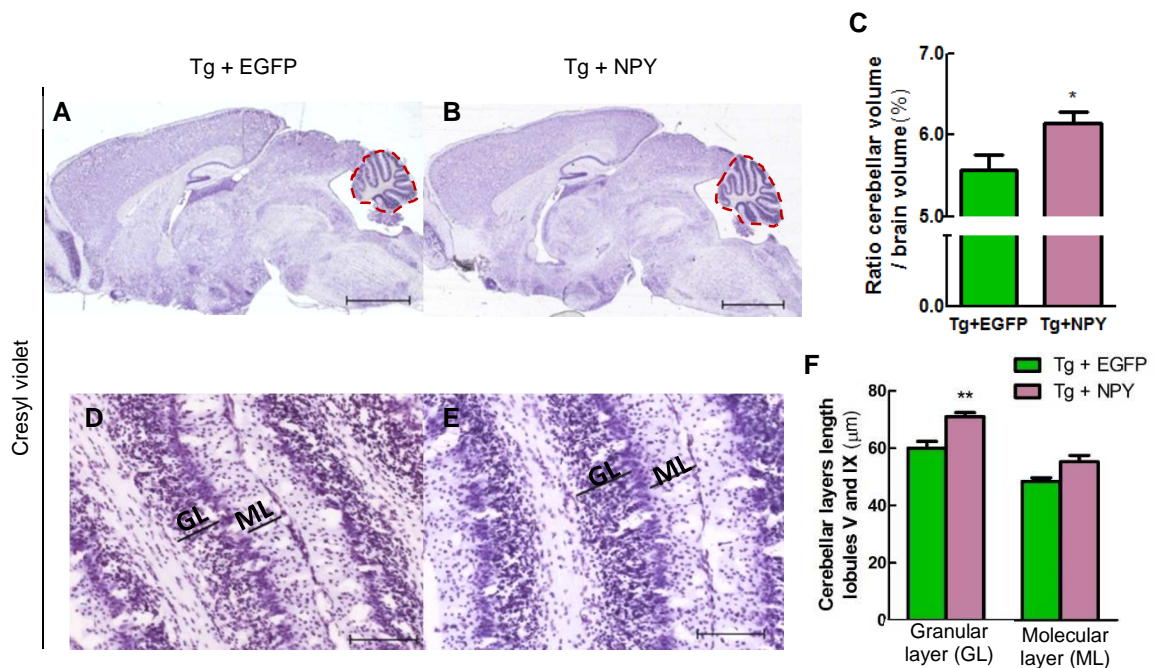 Tg + EGFP
Tg + NPY
Cresyl violet
A
B
C
Ratio cerebellar volume
/ brain volume (%)
7.0
6.0
5.0
0.0
*
Tg+EGFP
Tg+NPY
D
GL
ML
E
GL
ML
F
Tg + EGFP
Tg + NPY
Cerebellar layers length
lobules V and IX (μm)
80
60
40
20
0
**
Granular
layer (GL)
Molecular
layer (ML)